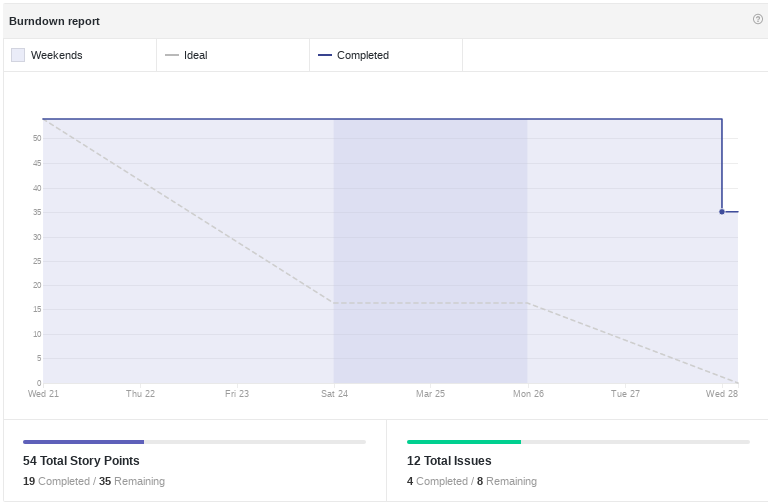 Burndown report
?
Weekends
Ideal
Completed
50
45
40
35
30
25
20
15
10
5
0
Wed 21 Thu 22 Fri 23 Sat 24 Mar 25 Mon 26 Tue 27 Wed 28
54 Total Story Points
19 Completed / 35 Remaining
12 Total Issues
4 Completed / 8 Remaining